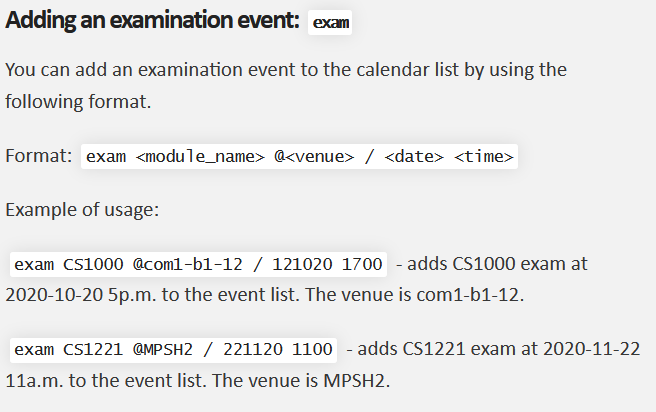 Adding an examination event: exam
You can add an examination event to the calendar list by using the
following format.
Format: exam <module_name> @<venue> / <date> <time>
Example of usage:
exam CS1000 @com1-b1-12 / 121020 1700 - adds CS1000 exam at
2020-10-20 5p.m. to the event list. The venue is com1-b1-12.
exam CS1221 @MPSH2 / 221120 1100 - adds CS1221 exam at 2020-11-22
11a.m. to the event list. The venue is MPSH2.